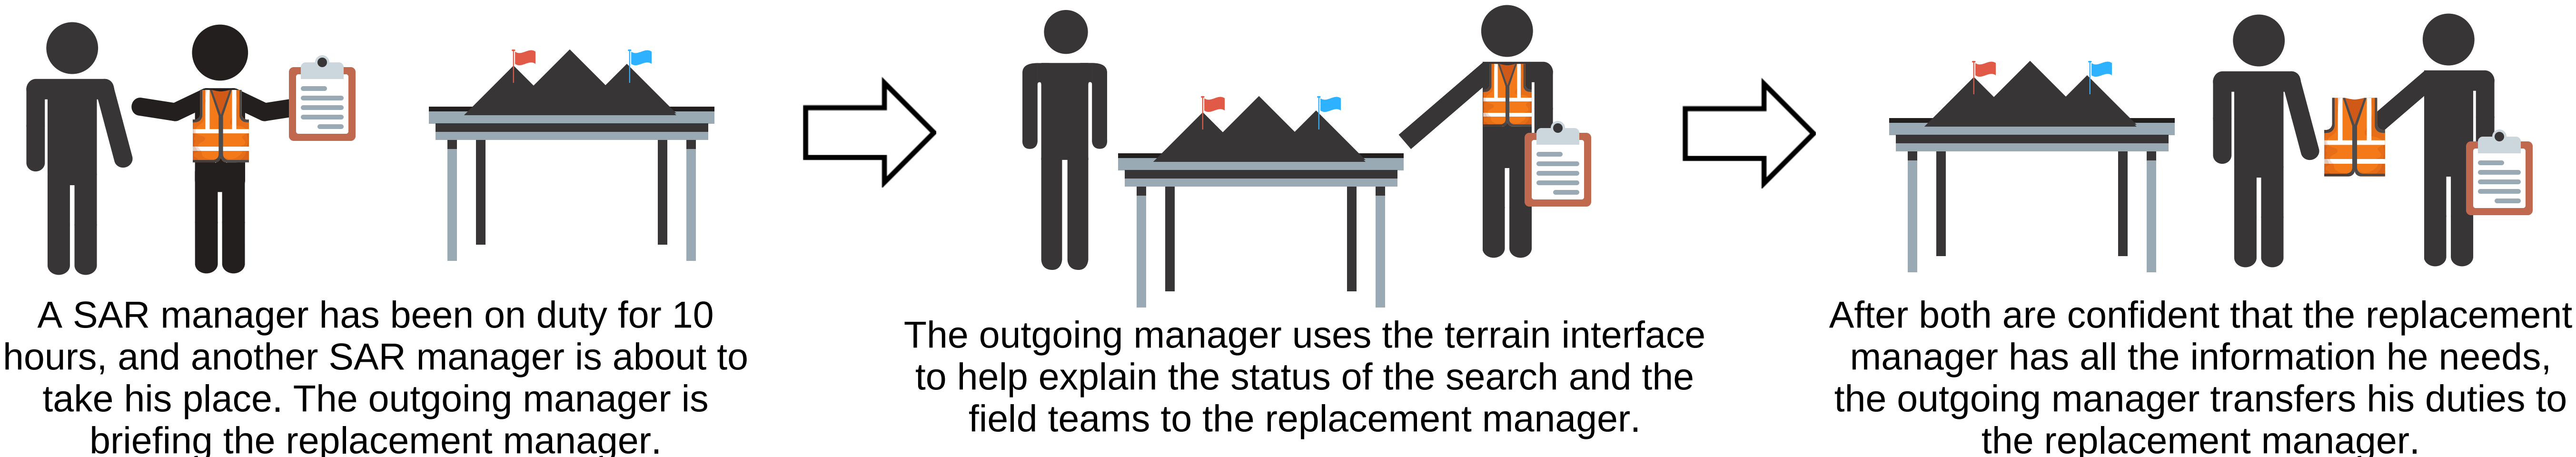 A SAR manager has been on duty for 10
hours, and another SAR manager is about to
take his place. The outgoing manager is
briefing the replacement manager.
The outgoing manager uses the terrain interface
to help explain the status of the search and the
field teams to the replacement manager.
After both are confident that the replacement
manager has all the information he needs,
the outgoing manager transfers his duties to
the replacement manager.